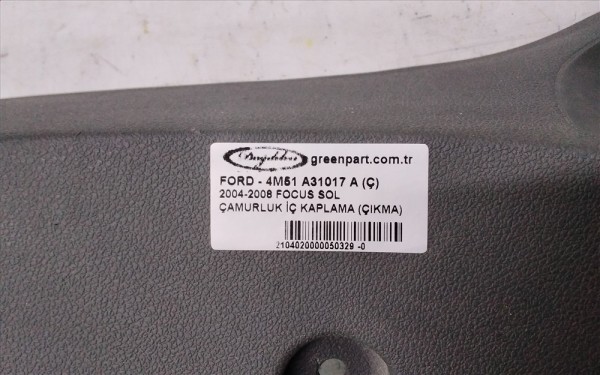 greenpart.com.tr
FORD - 4M51 A31017 A (Ç)
2004-2008 FOCUS SOL
ÇAMURLUK İÇ KAPLAMA (ÇIKMA)
2104020000050329 -0